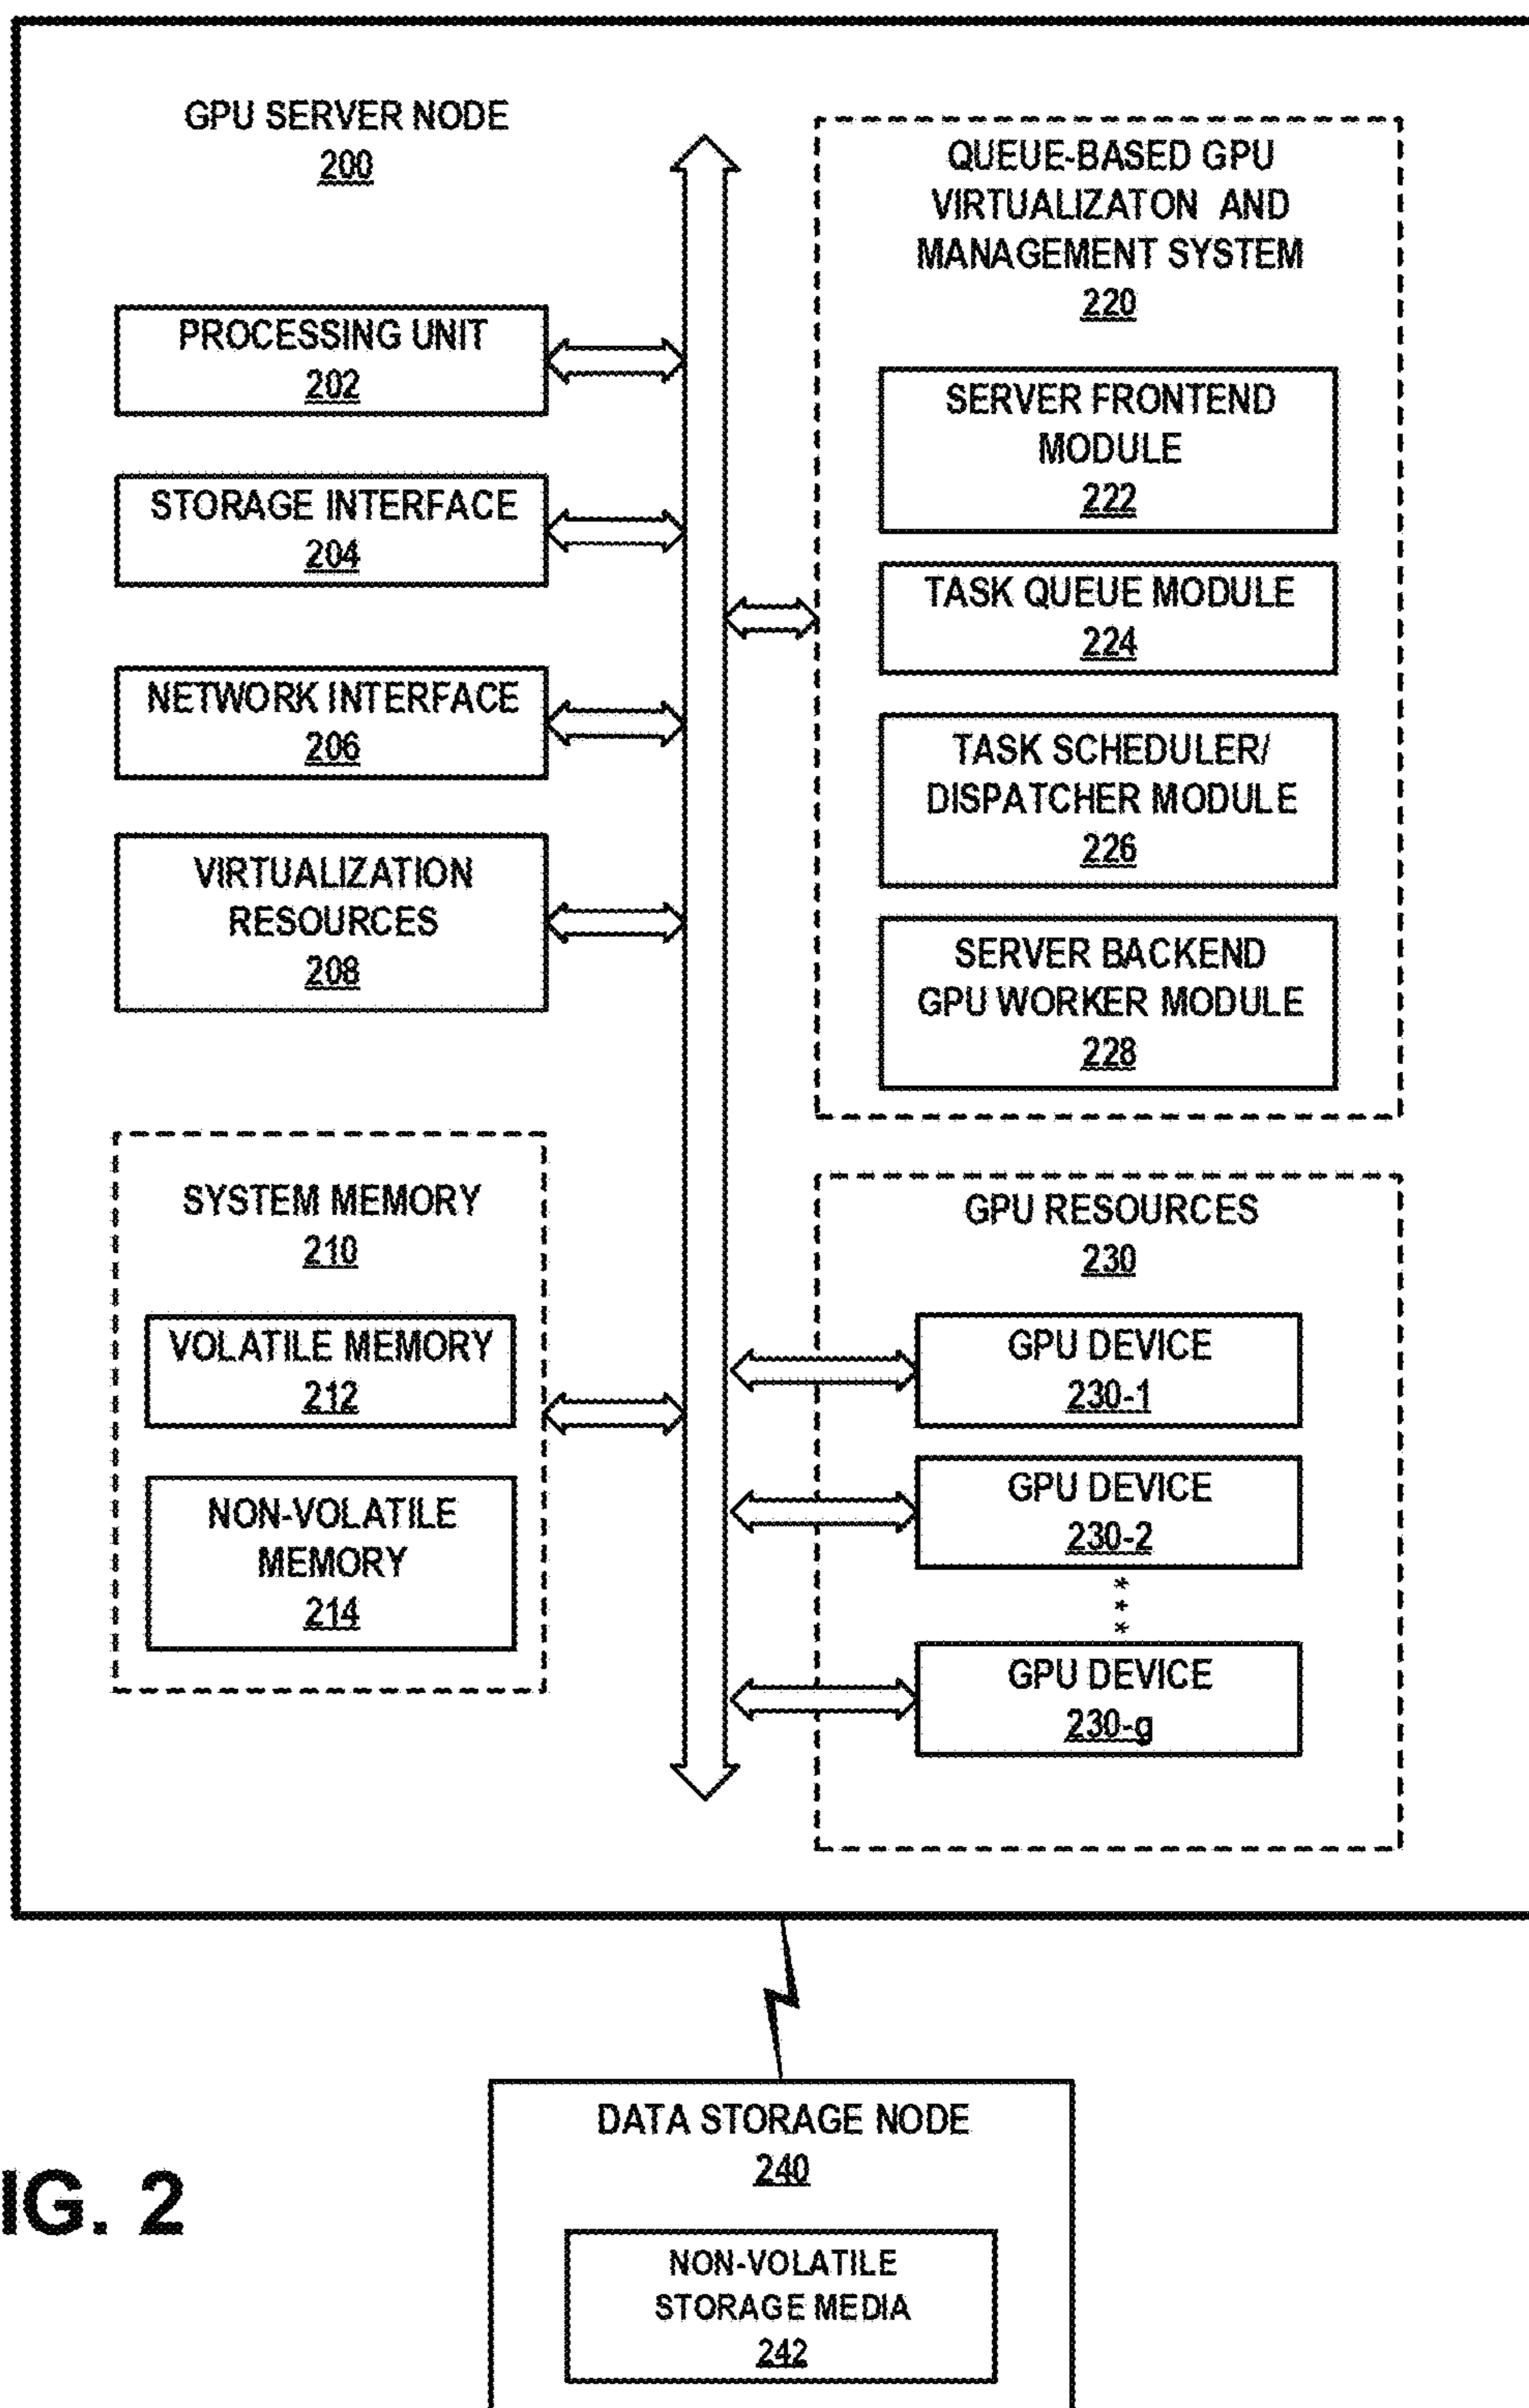 GPU SERVER NODE
200
PROCESSING UNIT
202
STORAGE INTERFACE
204
NETWORK INTERFACE
206
VIRTUALIZATION
RESOURCES
208
SYSTEM MEMORY
210
VOLATILE MEMORY
212
NON-VOLATILE
MEMORY
214
QUEUE-BASED GPU
VIRTUALIZATON AND
MANAGEMENT SYSTEM
220
SERVER FRONTEND
MODULE
222
TASK QUEUE MODULE
224
TASK SCHEDULER/
DISPATCHER MODULE
226
SERVER BACKEND
GPU WORKER MODULE
228
GPU RESOURCES
230
GPU DEVICE
230-1
GPU DEVICE
230-2
***
GPU DEVICE
230-g
DATA STORAGE NODE
240
NON-VOLATILE
STORAGE MEDIA
242
IG. 2